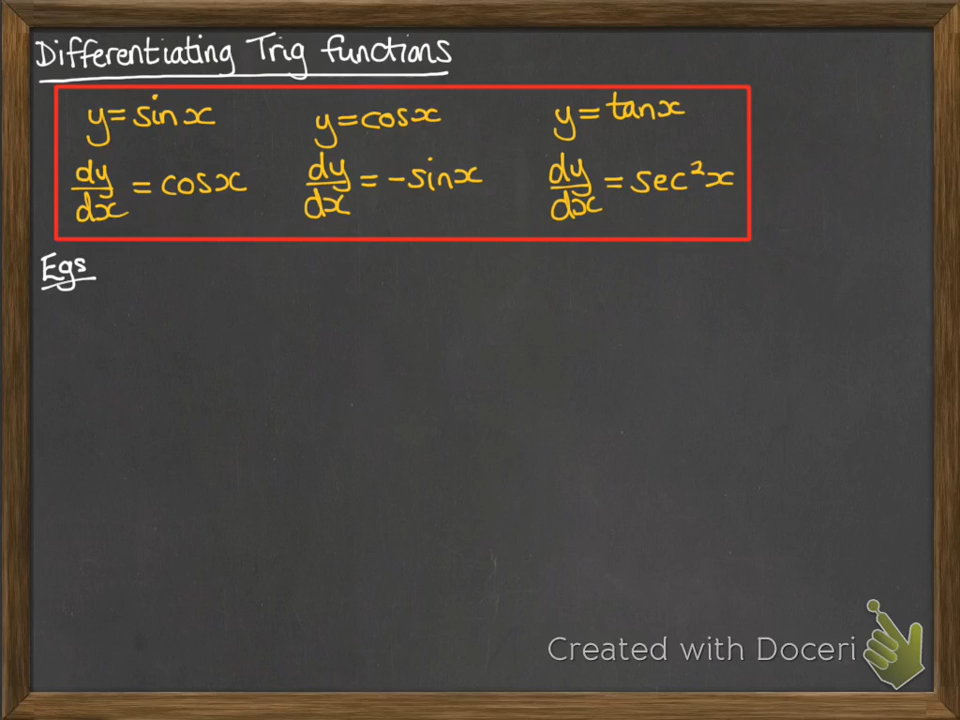 Differentiating Trig functions
y=sinx y=cosx y=tanx
dy/dx = cosx dy/dx = -sinx dy/dx = sec²x
Egs
Created with Doceri